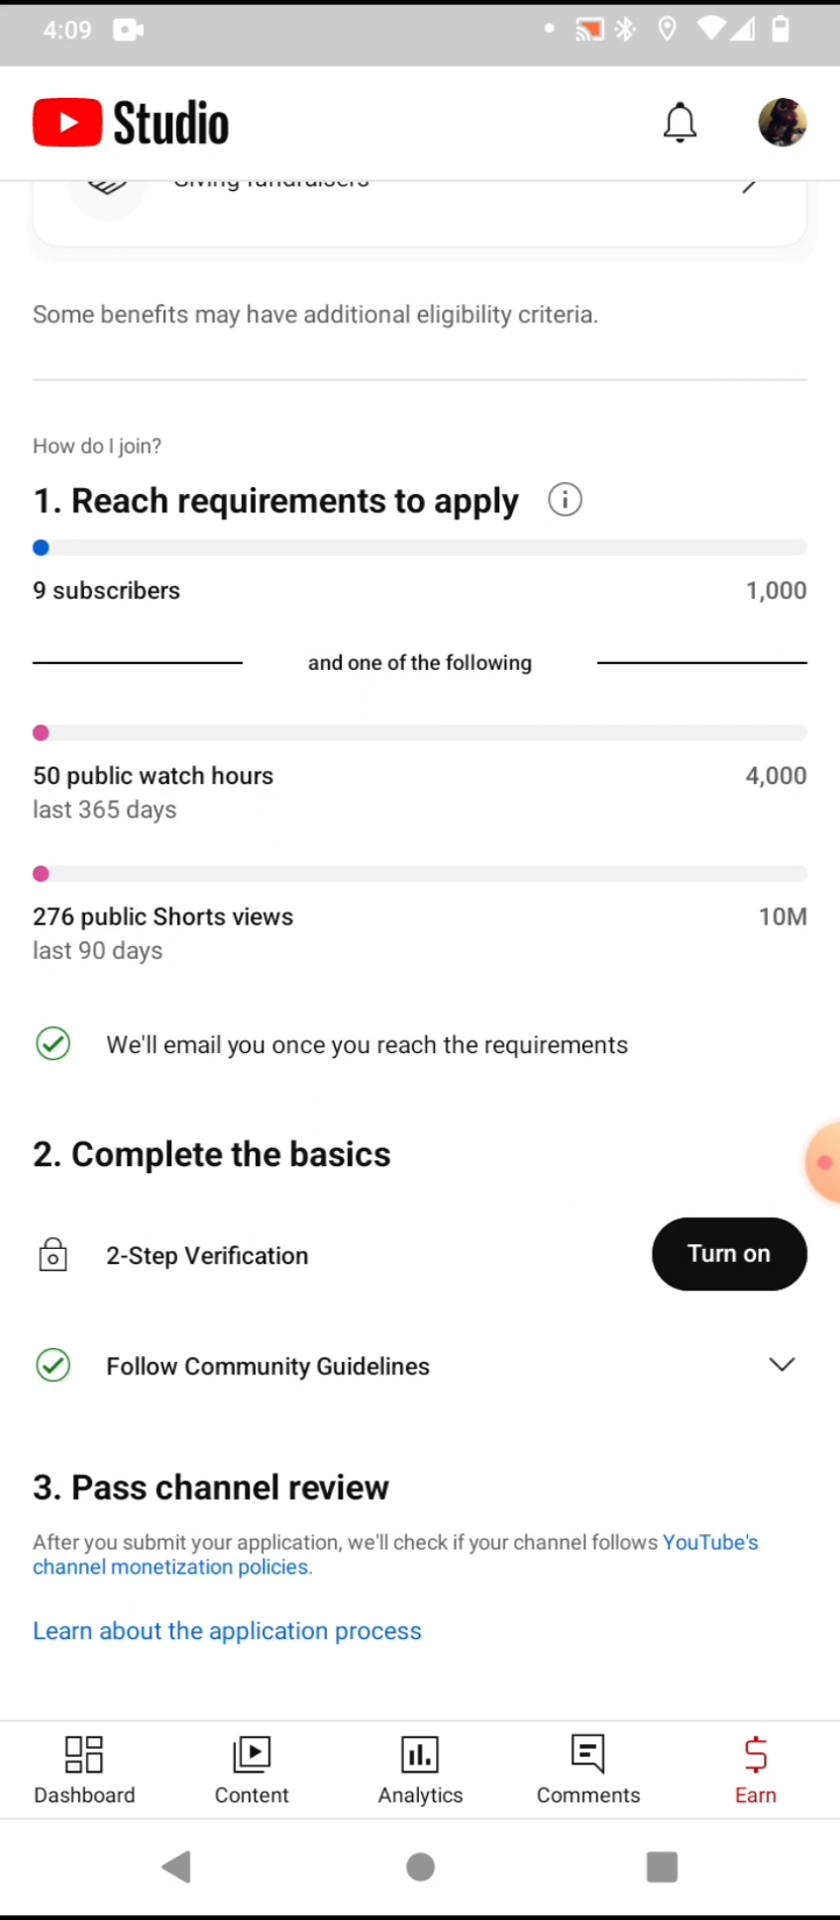 4:09
Studio
Giving fundraisers
Some benefits may have additional eligibility criteria.
How do I join?
1. Reach requirements to apply
9 subscribers 1,000
and one of the following
50 public watch hours 4,000
last 365 days
276 public Shorts views 10M
last 90 days
We'll email you once you reach the requirements
2. Complete the basics
2-Step Verification Turn on
Follow Community Guidelines
3. Pass channel review
After you submit your application, we'll check if your channel follows YouTube's
channel monetization policies.
Learn about the application process
Dashboard Content Analytics Comments Earn